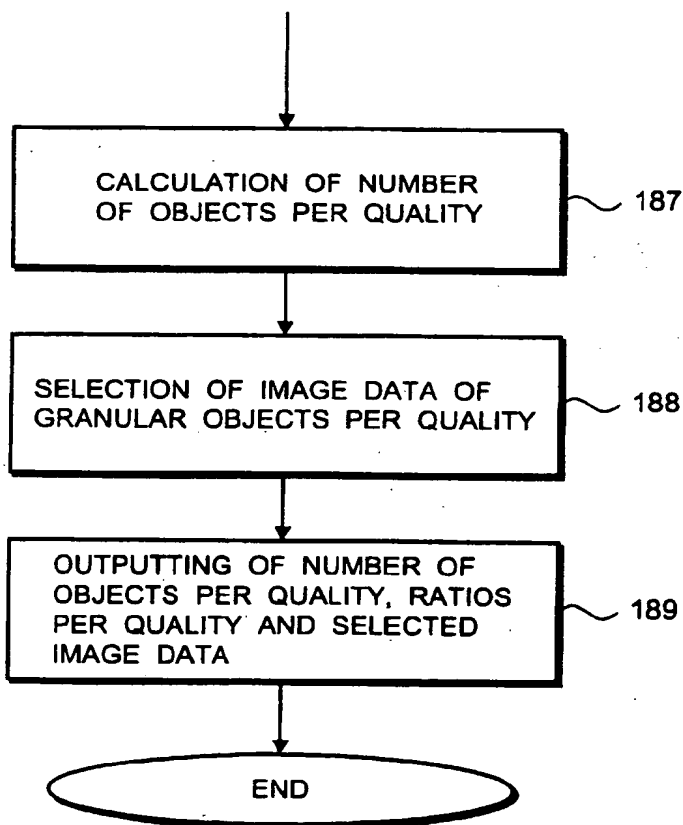 CALCULATION OF NUMBER
OF OBJECTS PER QUALITY
187
SELECTION OF IMAGE DATA OF
GRANULAR OBJECTS PER QUALITY
188
OUTPUTTING OF NUMBER OF
OBJECTS PER QUALITY, RATIOS
PER QUALITY AND SELECTED
IMAGE DATA
189
END